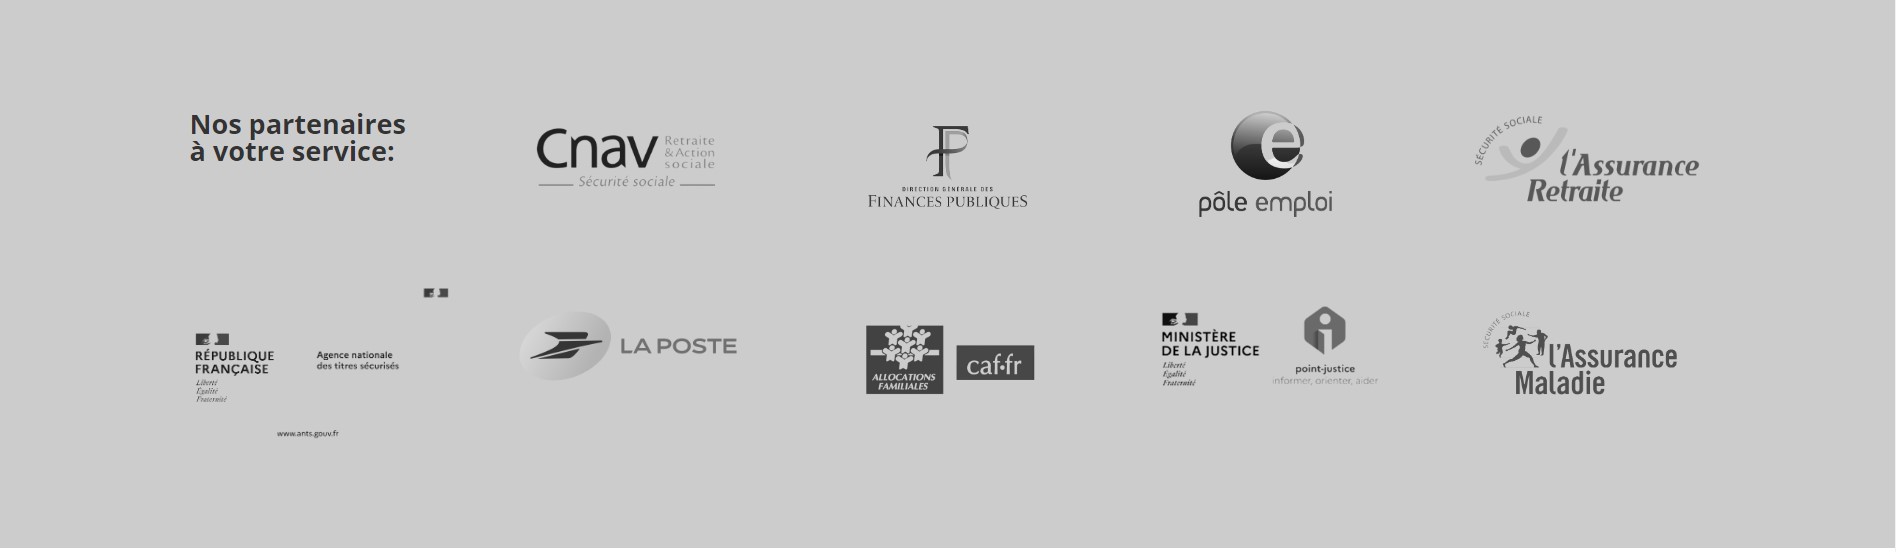 Nos partenaires
à votre service:
Cnav
Retraite
& Action
sociale
Sécurité sociale
FP
DIRECTION GÉNÉRALE DES
FINANCES PUBLIQUES
e
pôle emploi
SÉCURITÉ SOCIALE
l'Assurance
Retraite
RÉPUBLIQUE
FRANÇAISE
Liberté
Égalité
Fraternité
Agence nationale
des titres sécurisés
www.ants.gouv.fr
LA POSTE
ALLOCATIONS
FAMILIALES
caf.fr
MINISTÈRE
DE LA JUSTICE
Liberté
Égalité
Fraternité
point-justice
informer, orienter, aider
SÉCURITÉ SOCIALE
l'Assurance
Maladie